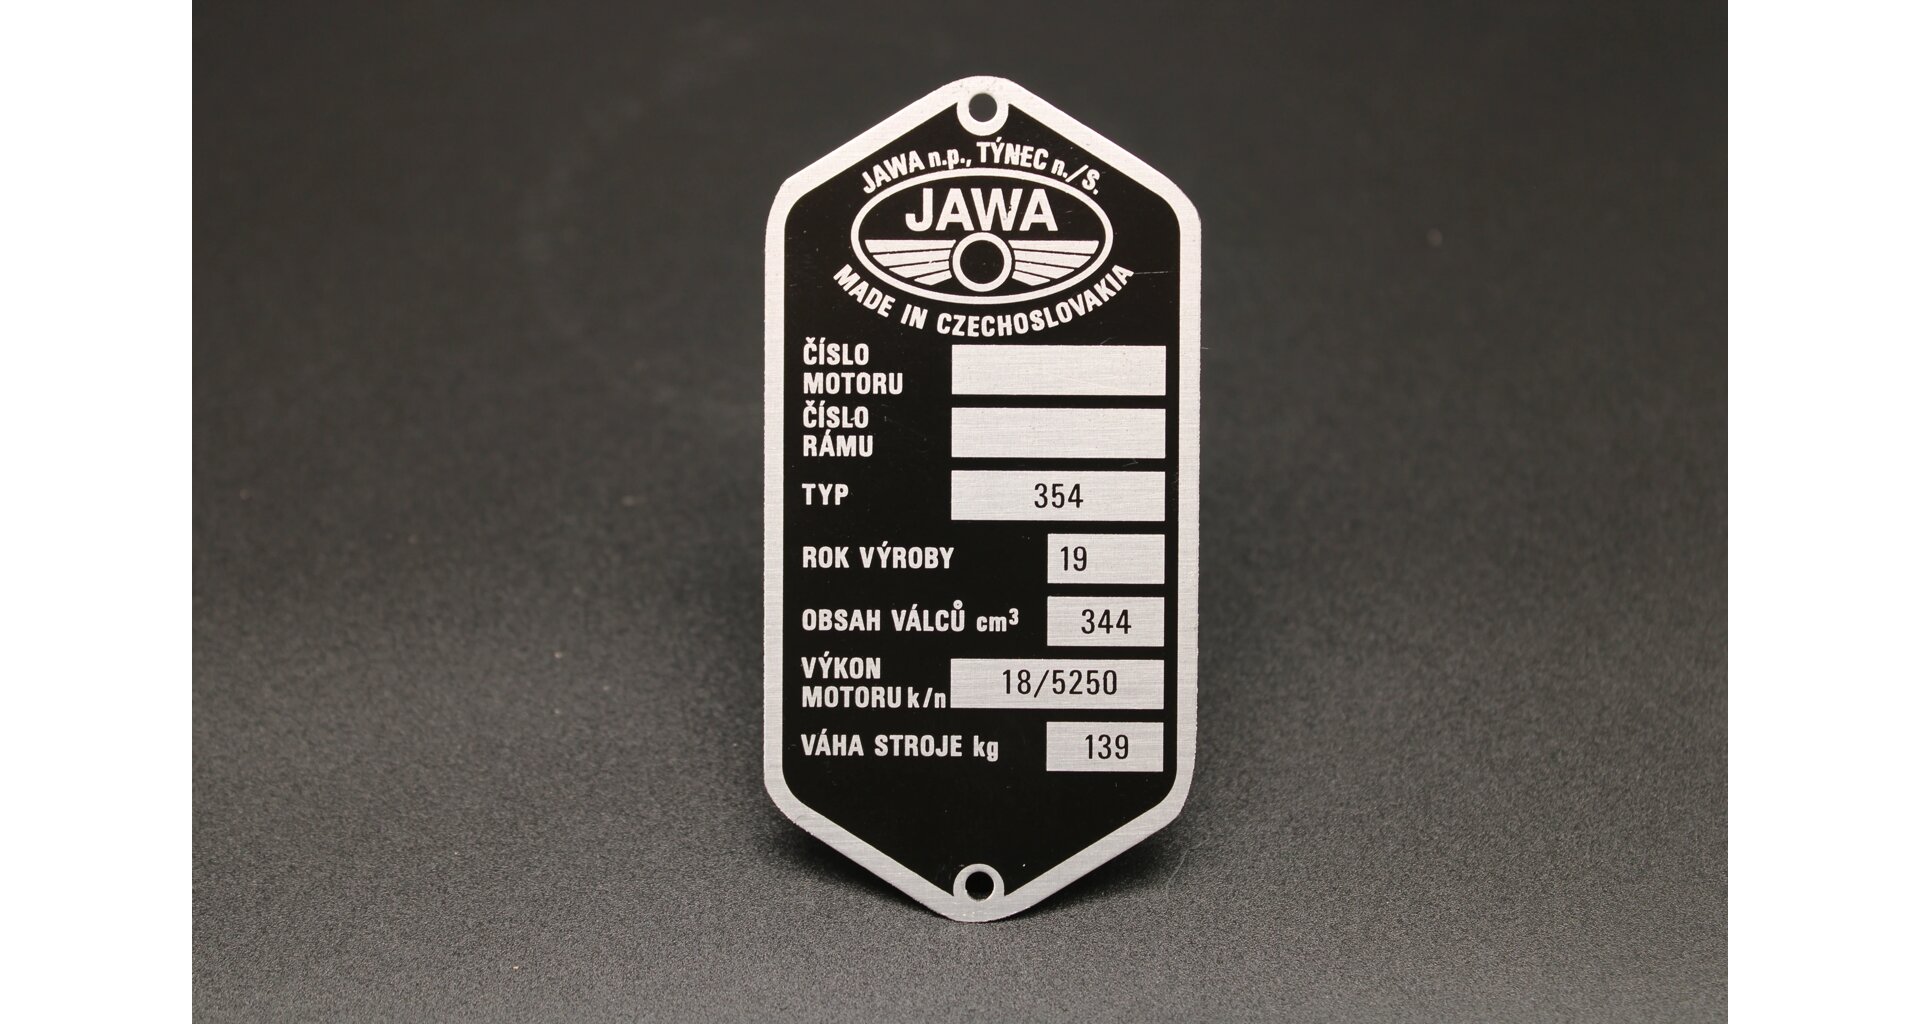 JAWA n.p., TÝNEC n./S.
JAWA
MADE IN CZECHOSLOVAKIA
ČÍSLO
MOTORU
ČÍSLO
RÁMU
TYP 354
ROK VÝROBY 19
OBSAH VÁLCŮ cm³ 344
VÝKON
MOTORU k/n 18/5250
VÁHA STROJE kg 139